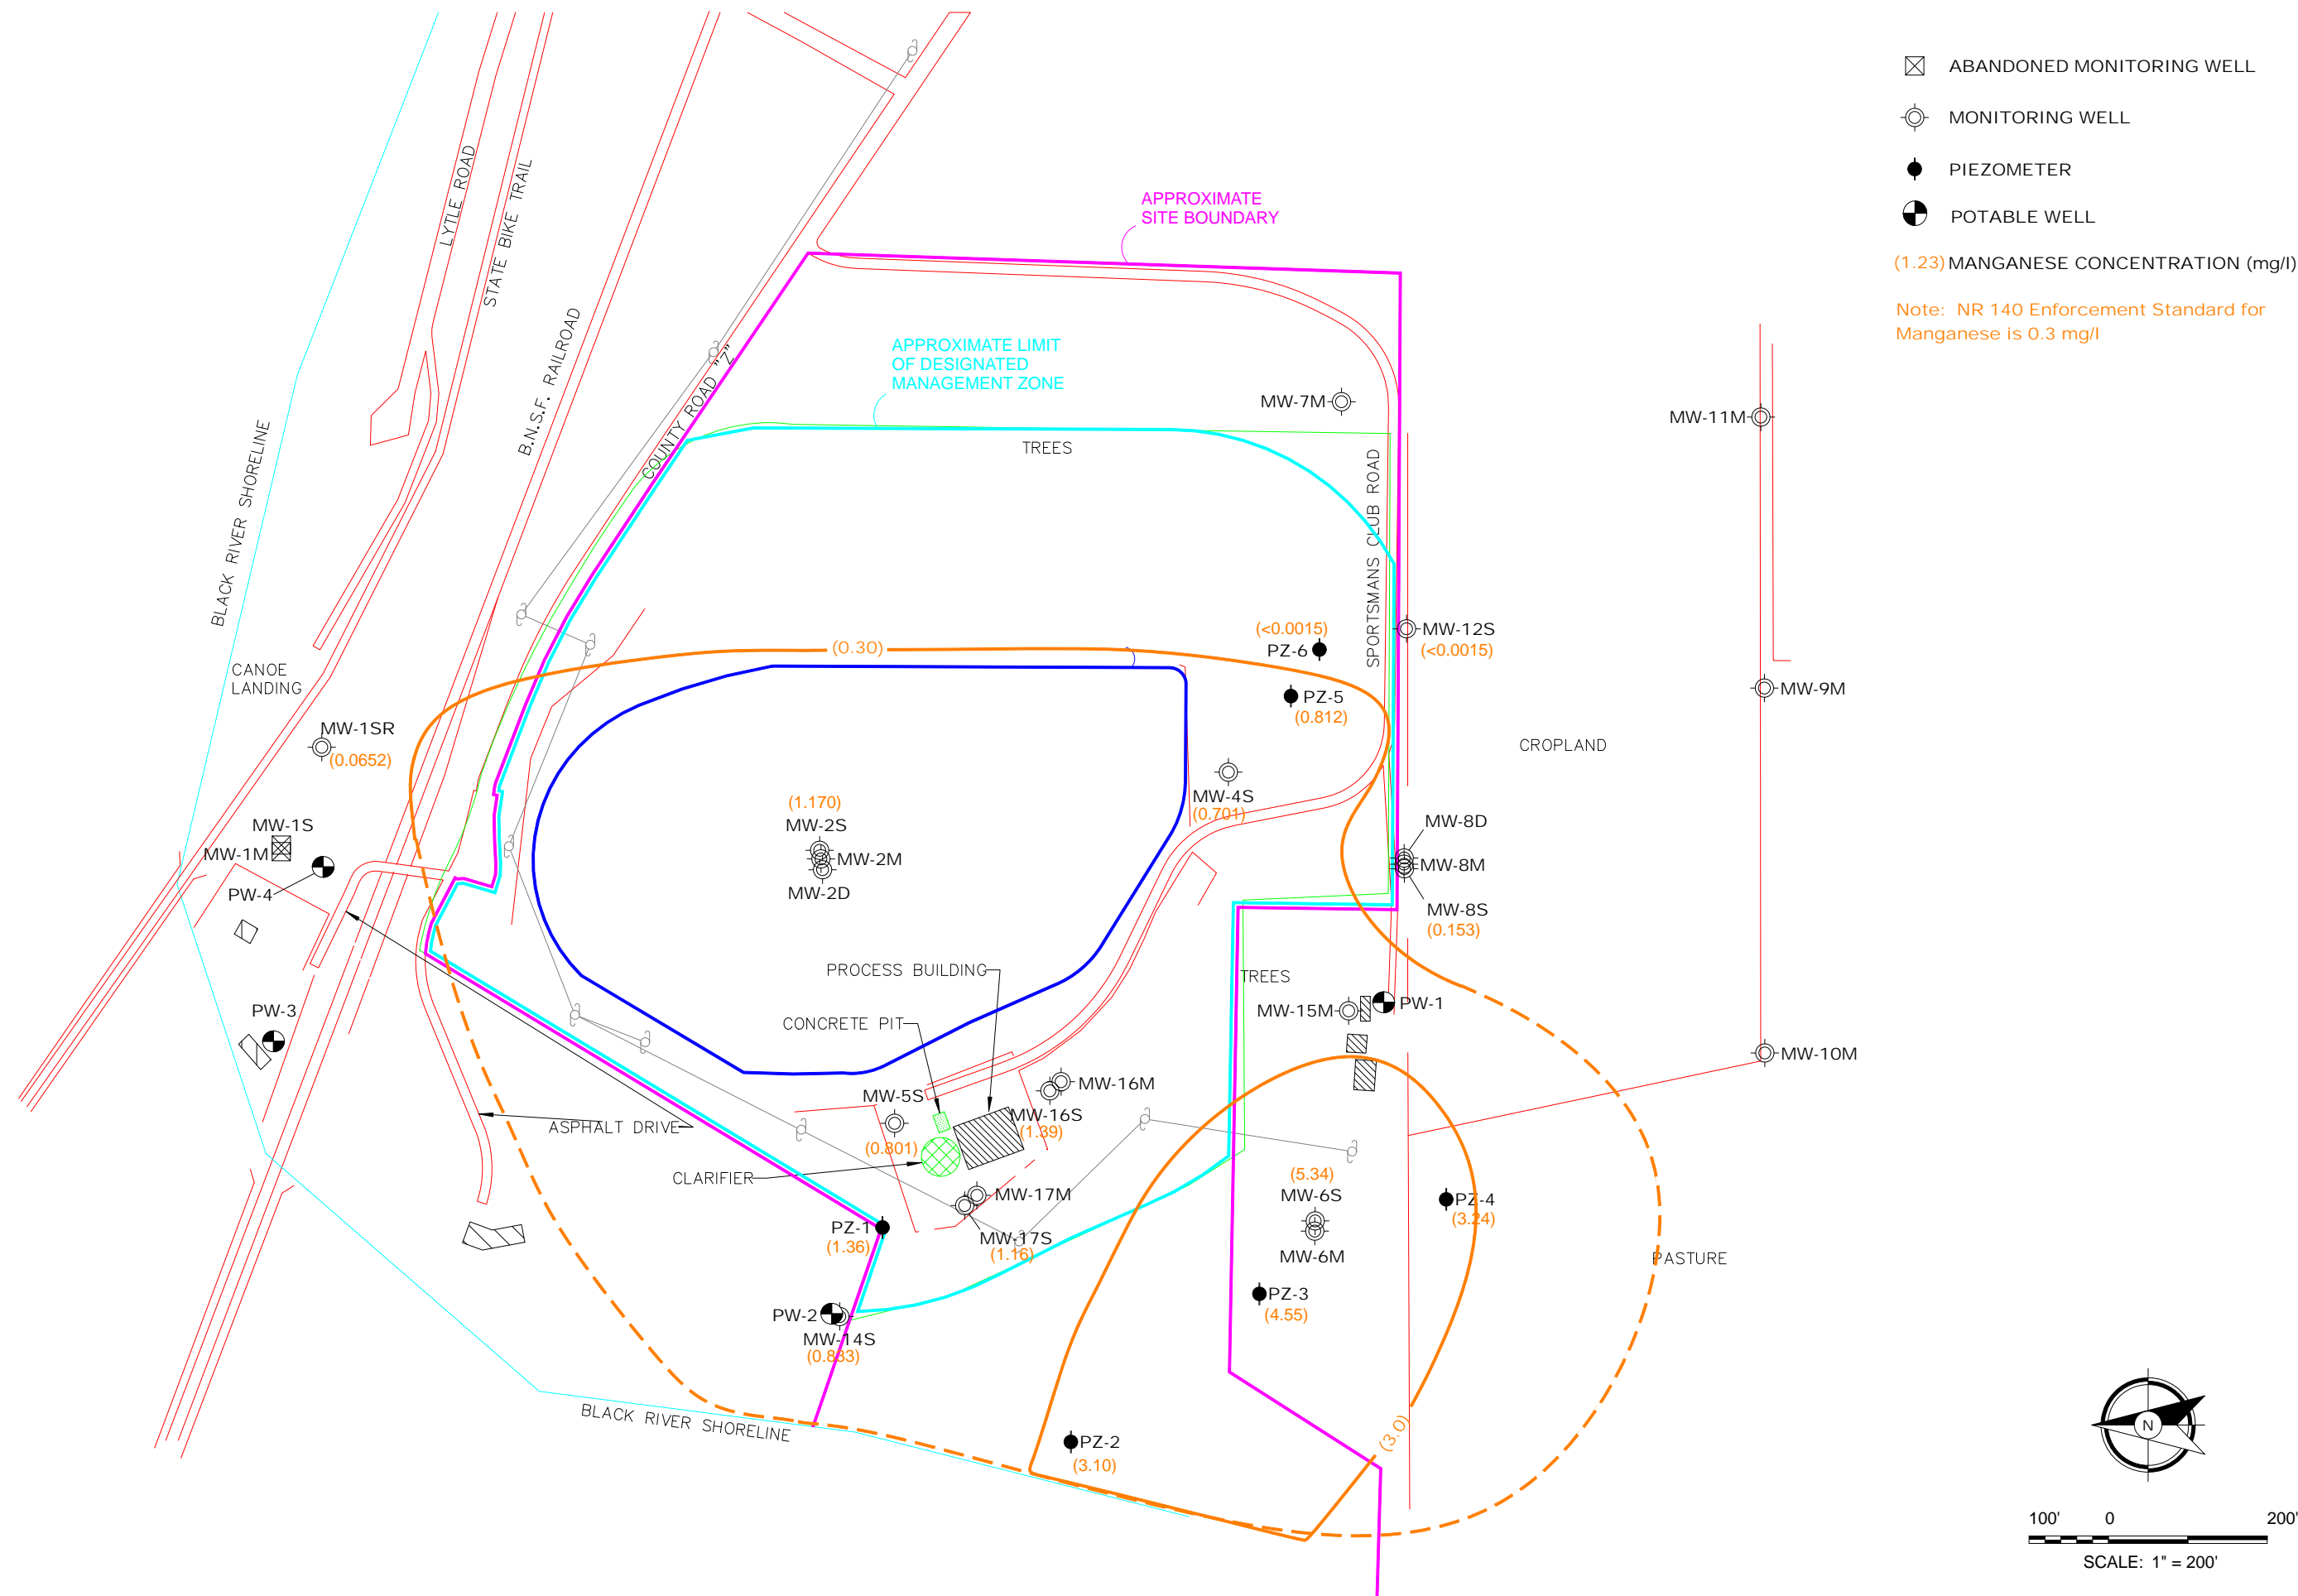 ABANDONED MONITORING WELL
MONITORING WELL
PIEZOMETER
POTABLE WELL
(1.23) MANGANESE CONCENTRATION (mg/l)
Note: NR 140 Enforcement Standard for
Manganese is 0.3 mg/l
LYTLE ROAD
STATE BIKE TRAIL
B.N.S.F. RAILROAD
COUNTY ROAD "Z"
BLACK RIVER SHORELINE
APPROXIMATE
SITE BOUNDARY
APPROXIMATE LIMIT
OF DESIGNATED
MANAGEMENT ZONE
TREES
MW-7M
SPORTSMANS CLUB ROAD
MW-11M
(<0.0015)
PZ-6
MW-12S
(<0.0015)
(0.30)
CANOE
LANDING
MW-1SR
(0.0652)
PZ-5
(0.812)
MW-9M
CROPLAND
MW-4S
(0.701)
(1.170)
MW-2S
MW-2M
MW-2D
MW-1S
MW-1M
PW-4
MW-8D
MW-8M
MW-8S
(0.153)
PROCESS BUILDING
TREES
MW-15M
PW-1
PW-3
CONCRETE PIT
MW-10M
MW-5S
(0.801)
MW-16M
MW-16S
(1.39)
ASPHALT DRIVE
CLARIFIER
MW-17M
MW-17S
(1.16)
(5.34)
MW-6S
MW-6M
PZ-4
(3.24)
PZ-1
(1.36)
PASTURE
PZ-3
(4.55)
PW-2
MW-14S
(0.883)
BLACK RIVER SHORELINE
PZ-2
(3.10)
(3.0)
N
100' 0 200'
SCALE: 1" = 200'